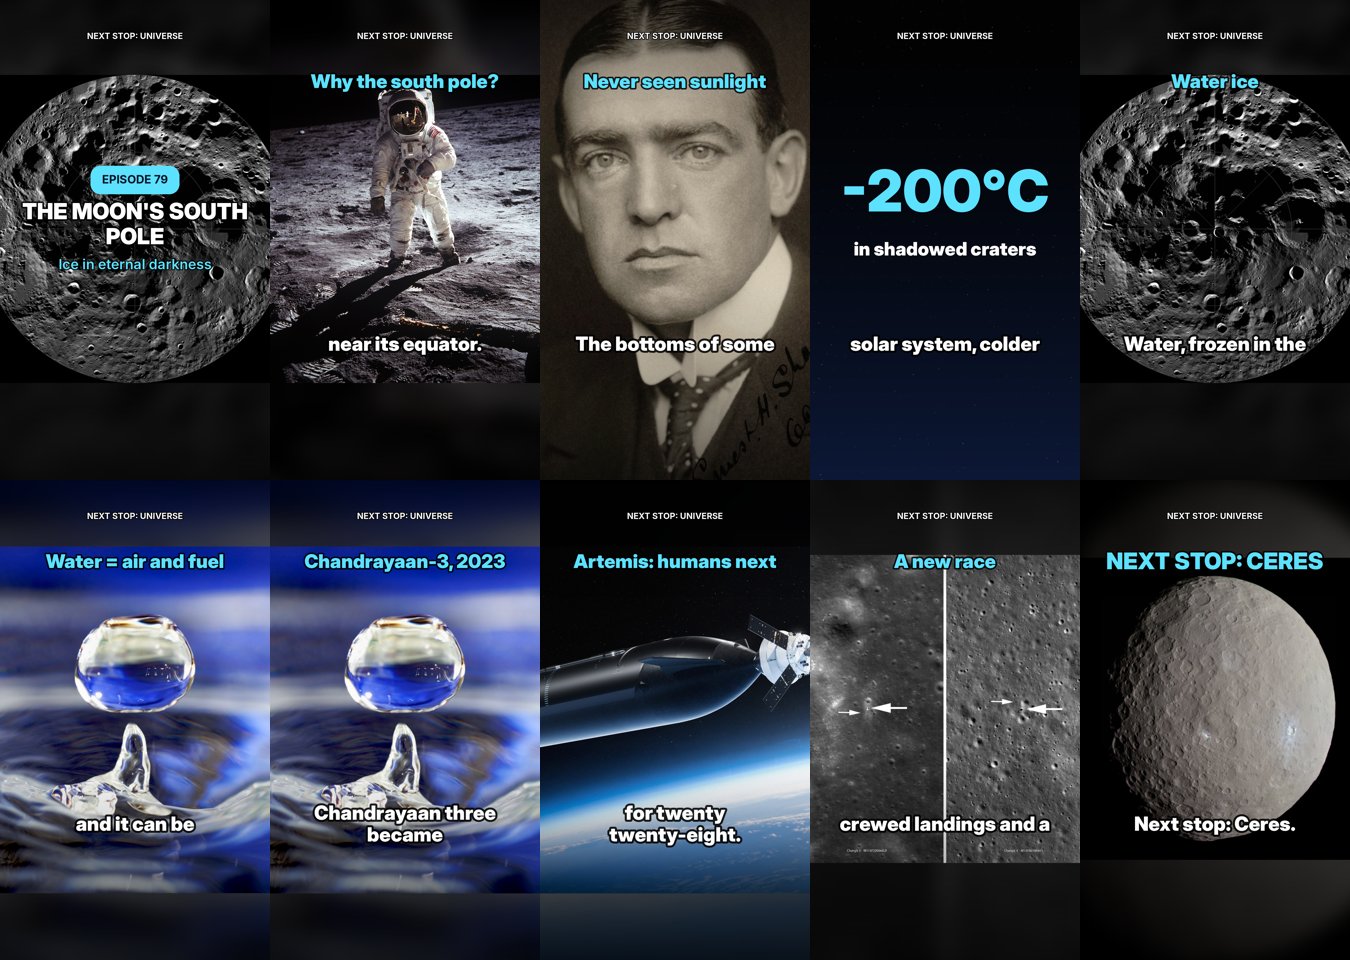 NEXT STOP: UNIVERSE
EPISODE 79
THE MOON'S SOUTH
POLE
Ice in eternal darkness
NEXT STOP: UNIVERSE
Why the south pole?
near its equator.
NEXT STOP: UNIVERSE
Never seen sunlight
The bottoms of some
NEXT STOP: UNIVERSE
-200°C
in shadowed craters
solar system, colder
NEXT STOP: UNIVERSE
Water ice
Water, frozen in the
NEXT STOP: UNIVERSE
Water = air and fuel
and it can be
NEXT STOP: UNIVERSE
Chandrayaan-3, 2023
Chandrayaan three
became
NEXT STOP: UNIVERSE
Artemis: humans next
for twenty
twenty-eight.
NEXT STOP: UNIVERSE
A new race
crewed landings and a
NEXT STOP: UNIVERSE
NEXT STOP: CERES
Next stop: Ceres.